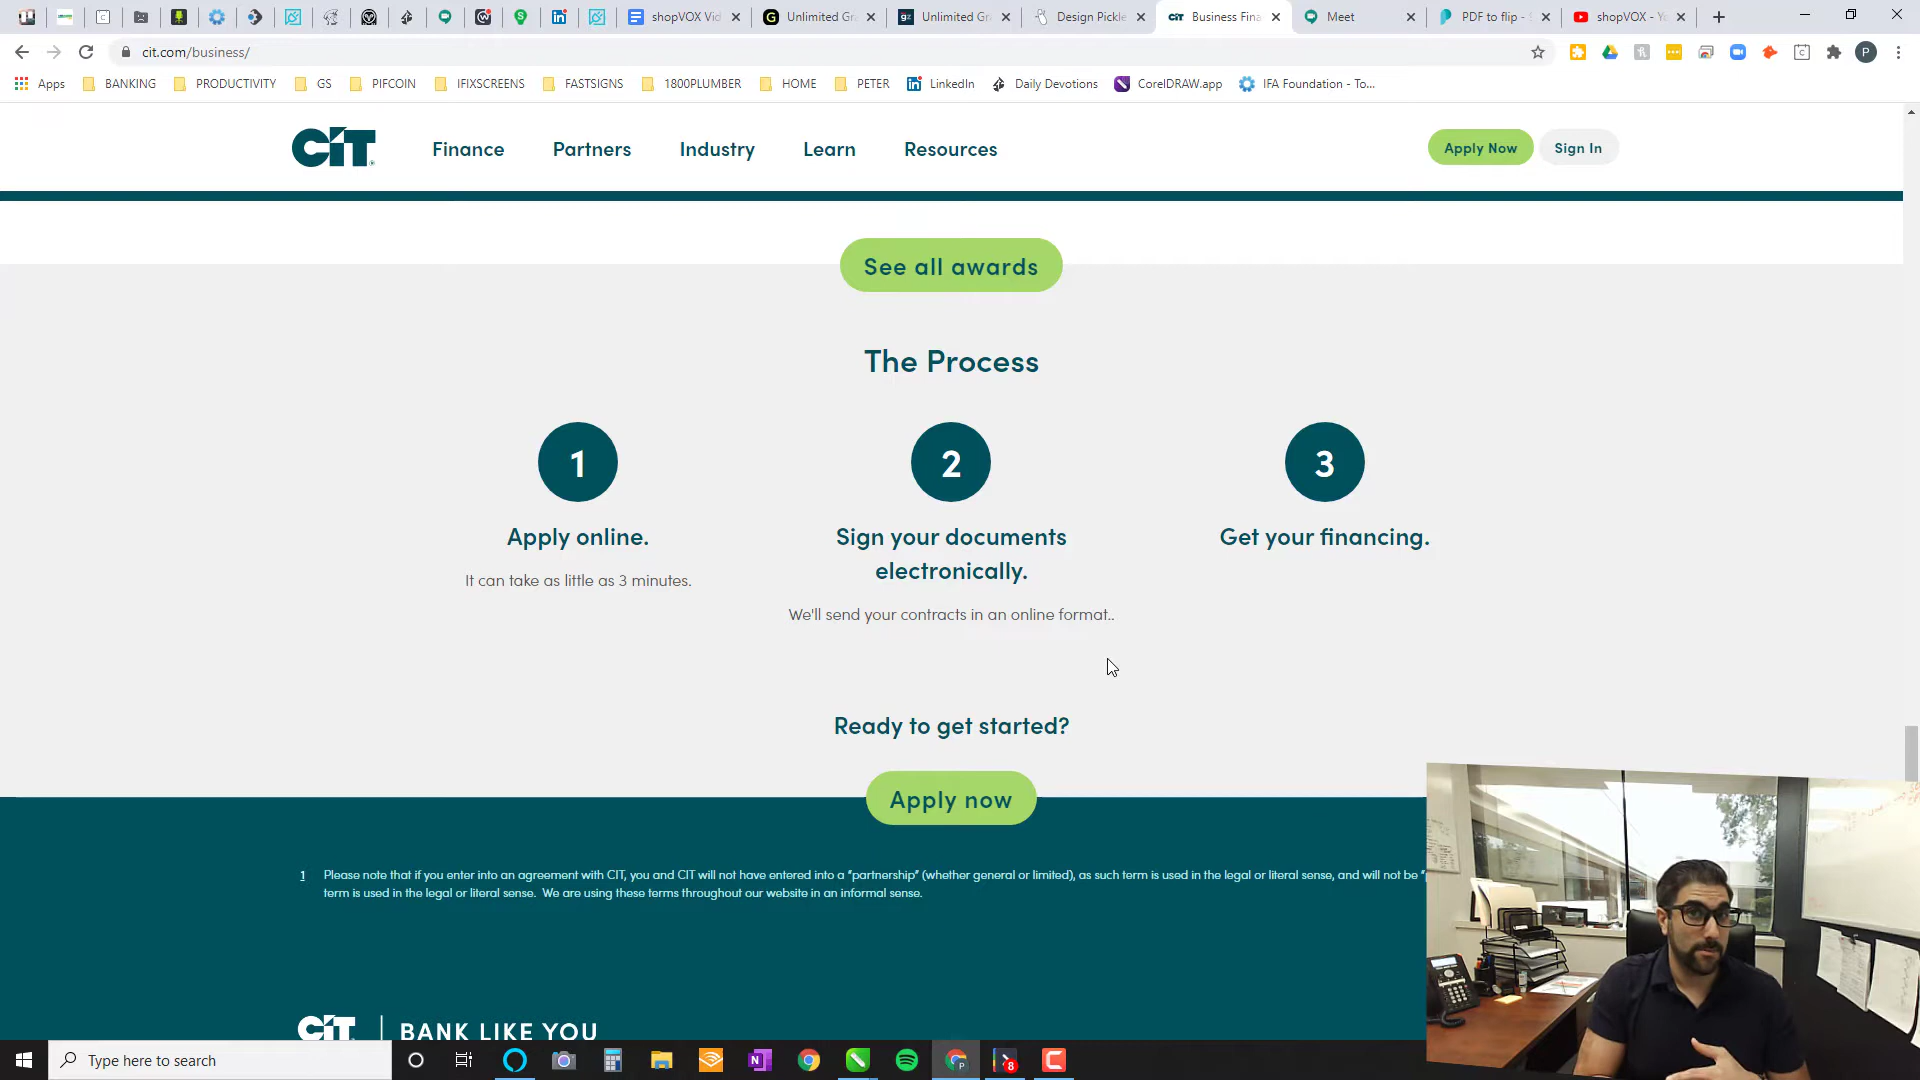 shopVOX Vid
Unlimited Gr
Unlimited Gr
Design Pickle
CIT Business Fina
Meet
PDF to flip - S
shopVOX - Yo
cit.com/business/
P
Apps
BANKING
PRODUCTIVITY
GS
PIFCOIN
IFIXSCREENS
FASTSIGNS
1800PLUMBER
HOME
PETER
LinkedIn
Daily Devotions
CorelDRAW.app
IFA Foundation - To...
CIT
Finance
Partners
Industry
Learn
Resources
Apply Now
Sign In
See all awards
The Process
1
2
3
Apply online.
Sign your documents
electronically.
Get your financing.
It can take as little as 3 minutes.
We'll send your contracts in an online format..
Ready to get started?
Apply now
1 Please note that if you enter into an agreement with CIT, you and CIT will not have entered into a "partnership" (whether general or limited), as such term is used in the legal or literal sense, and will not be "
term is used in the legal or literal sense. We are using these terms throughout our website in an informal sense.
CIT | BANK LIKE YOU
Type here to search
8